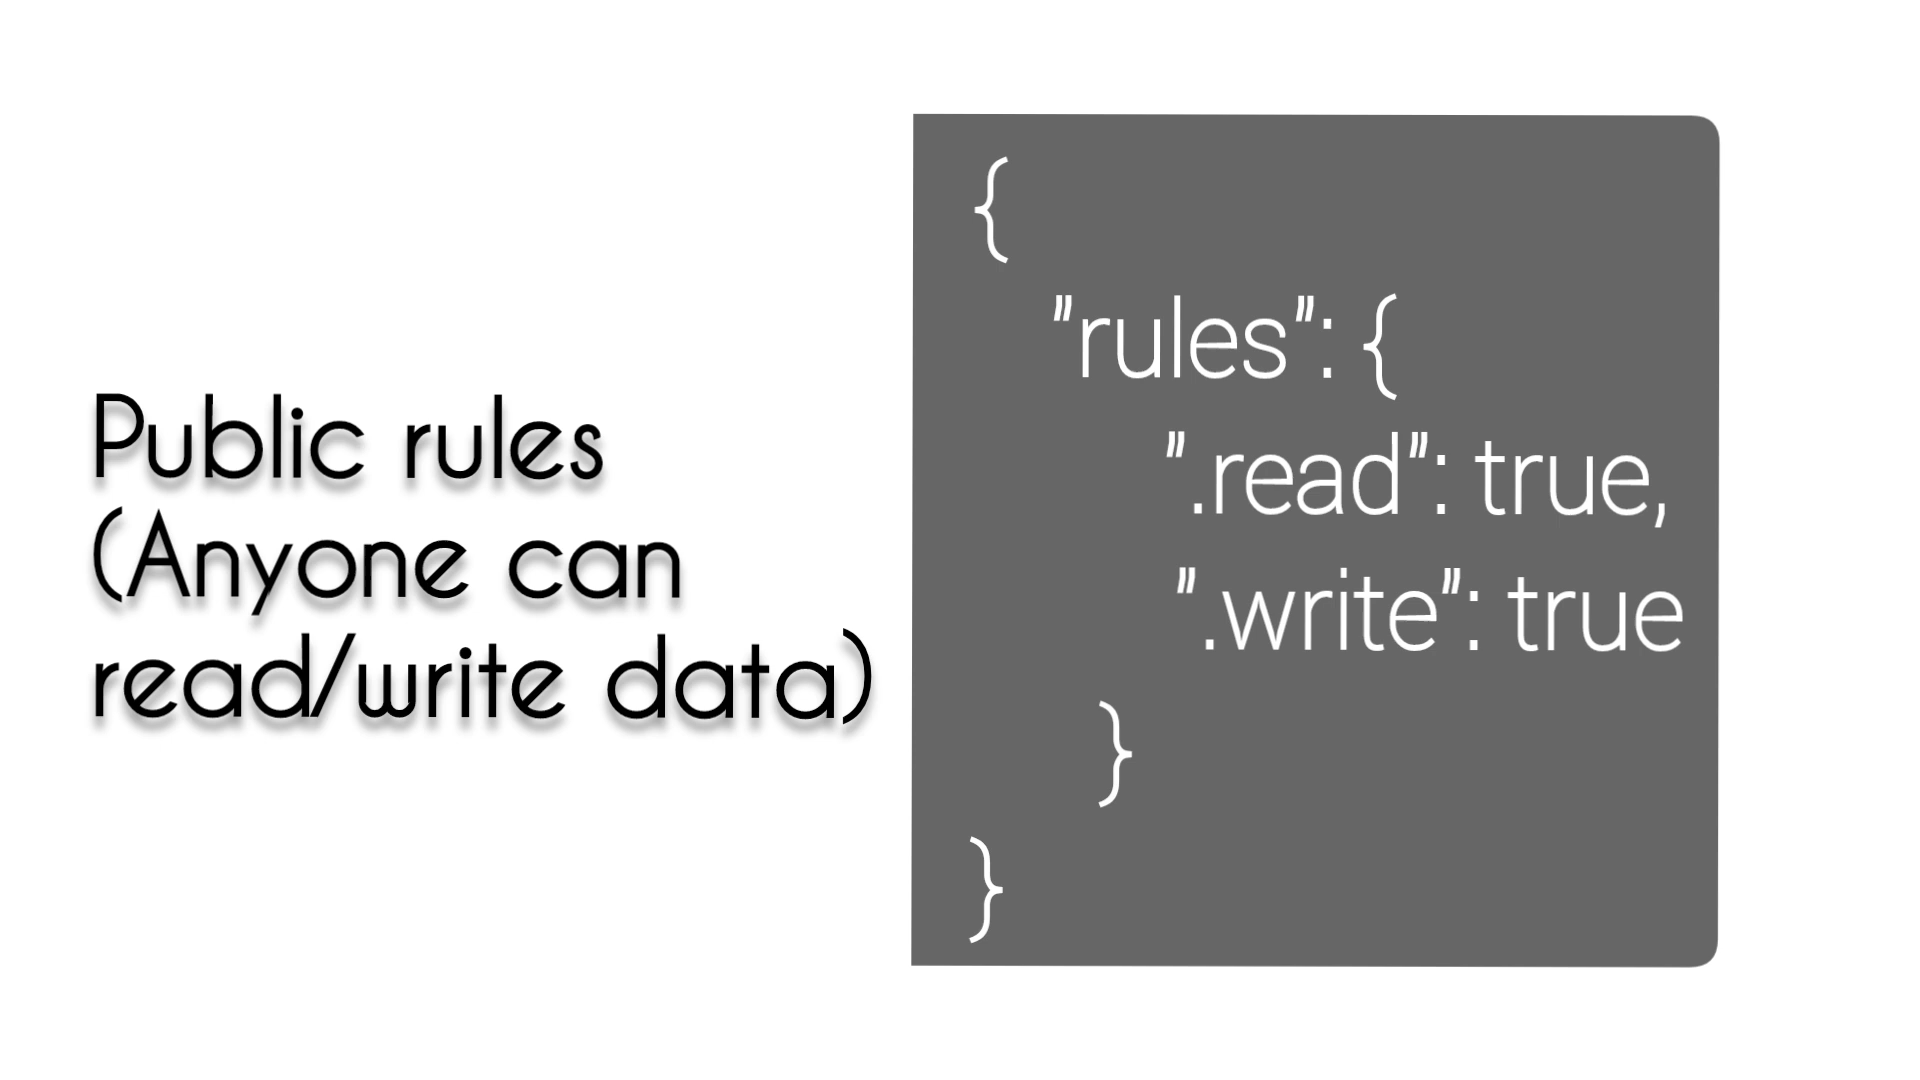 Public rules
(Anyone can
read/write data)
{
"rules": {
".read": true,
".write": true
}
}